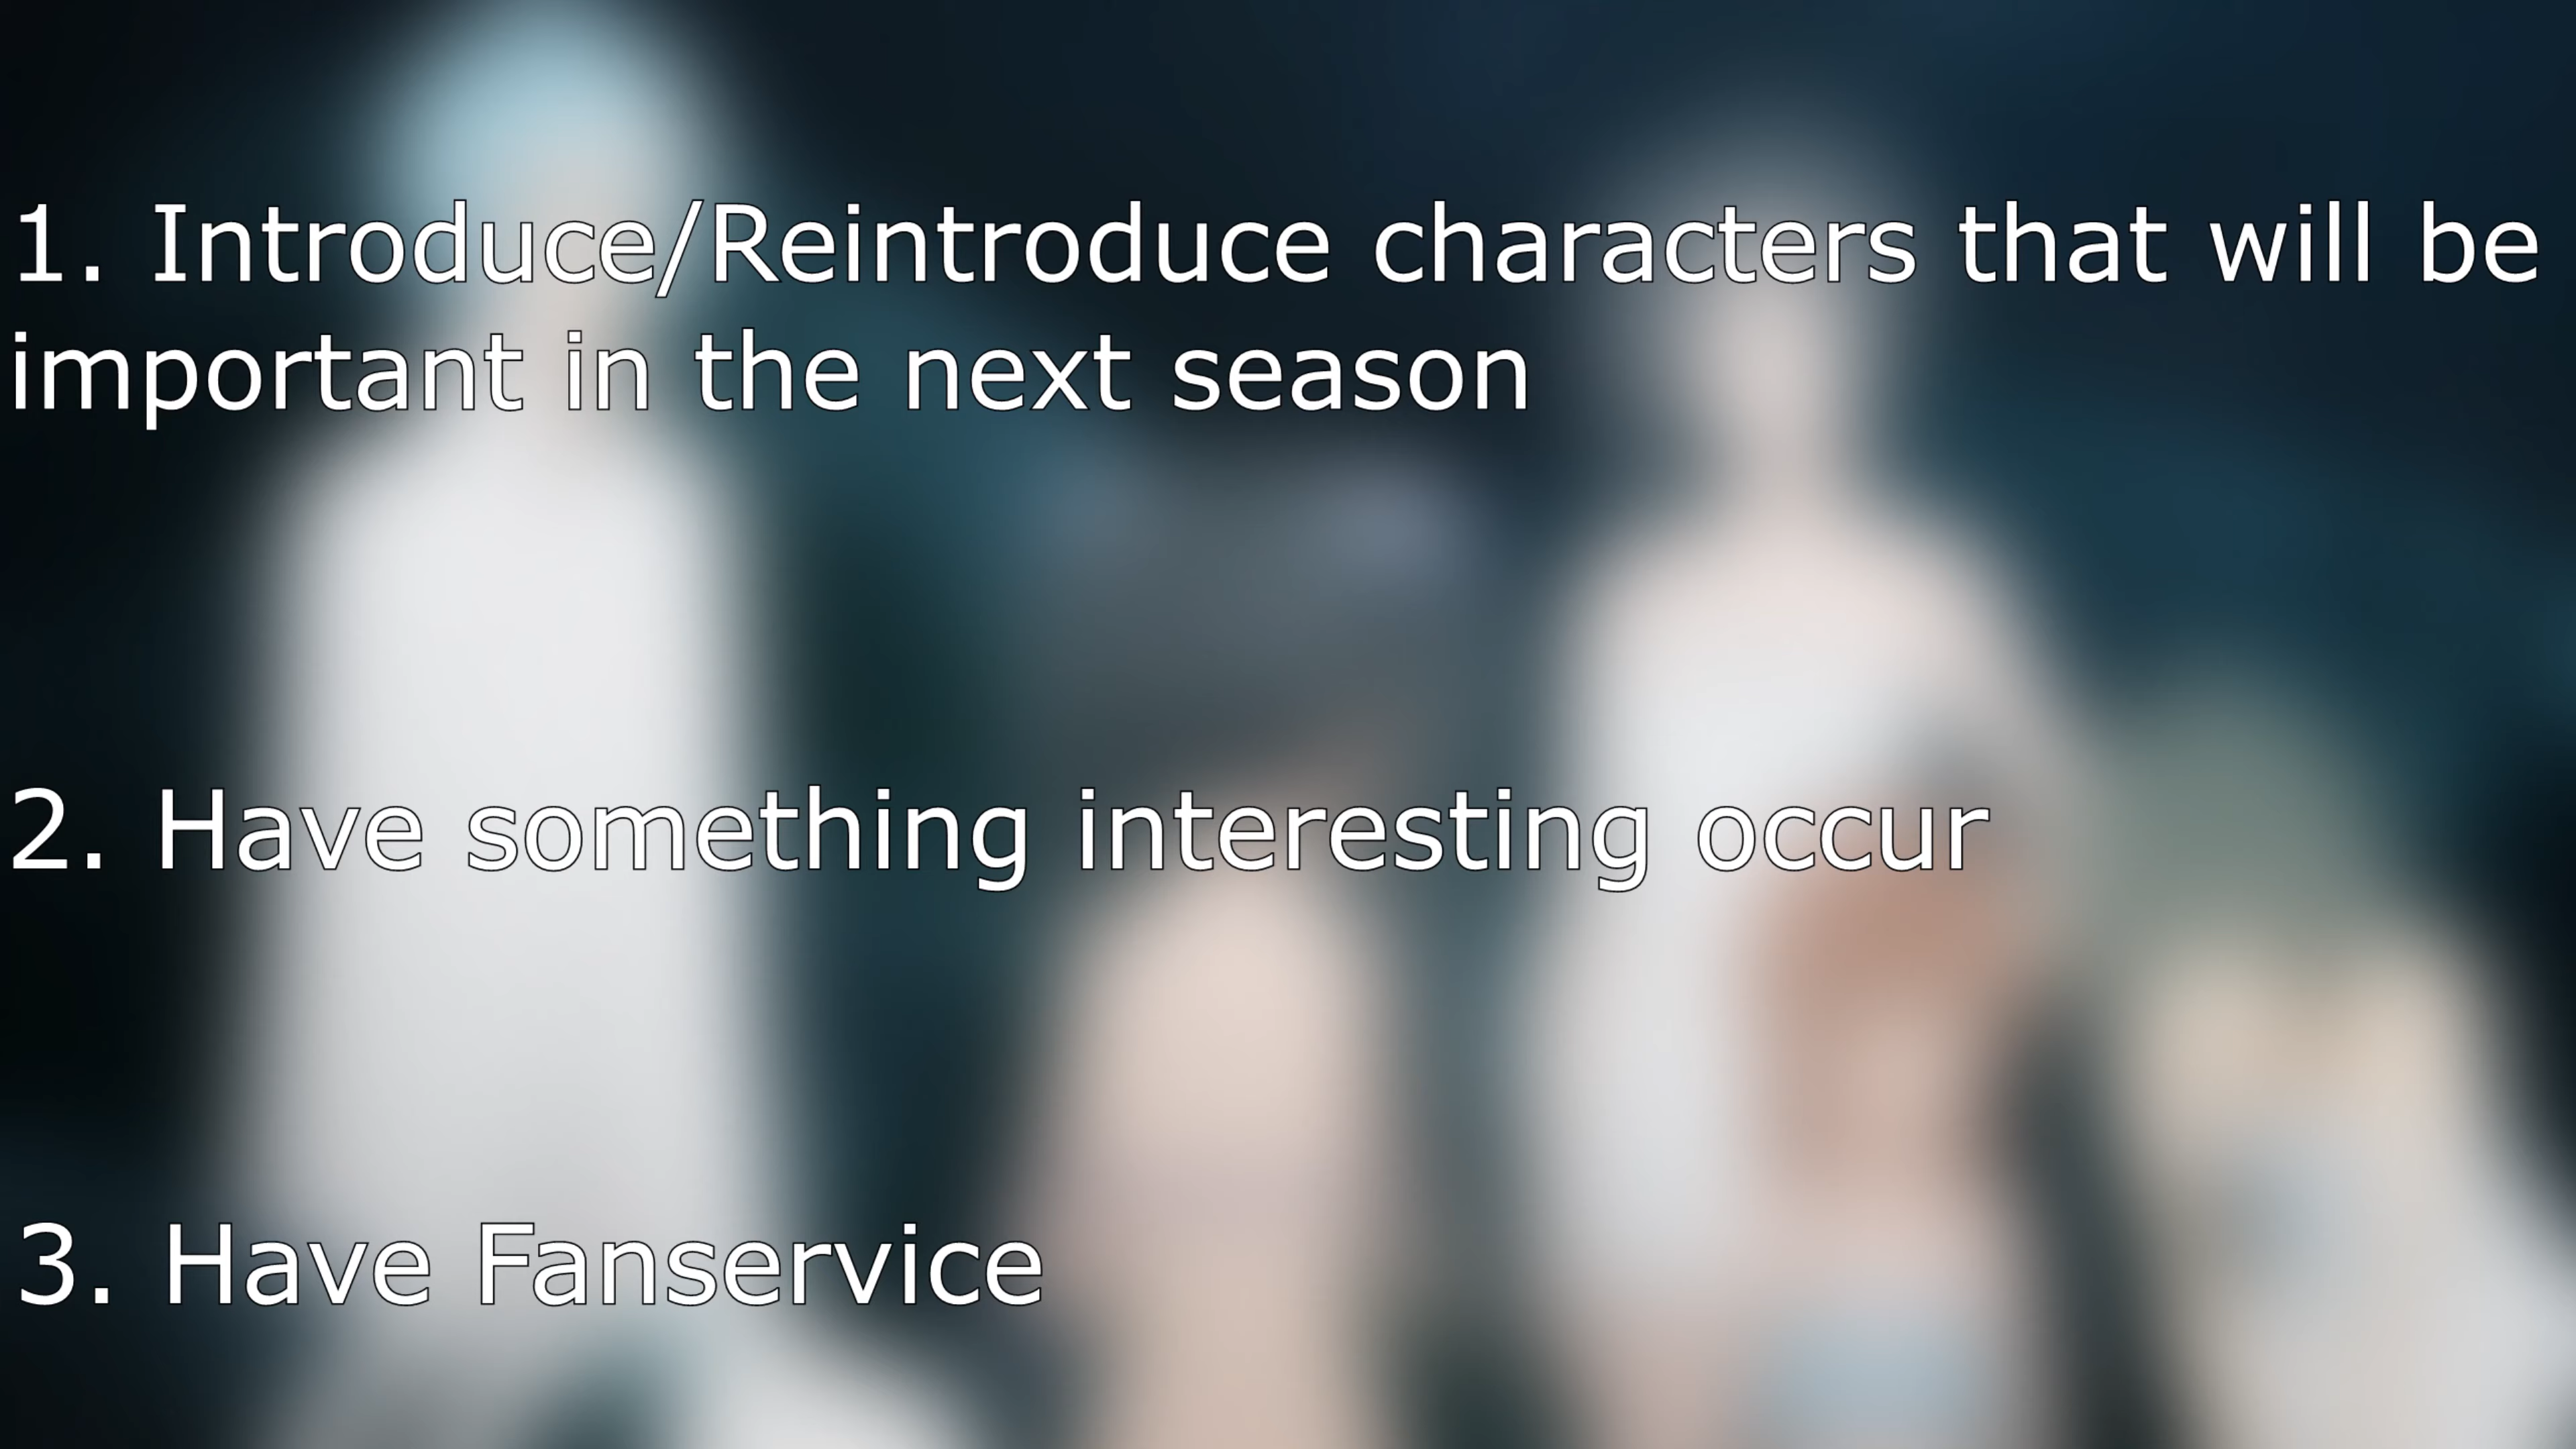 1. Introduce/Reintroduce characters that will be
important in the next season
2. Have something interesting occur
3. Have Fanservice